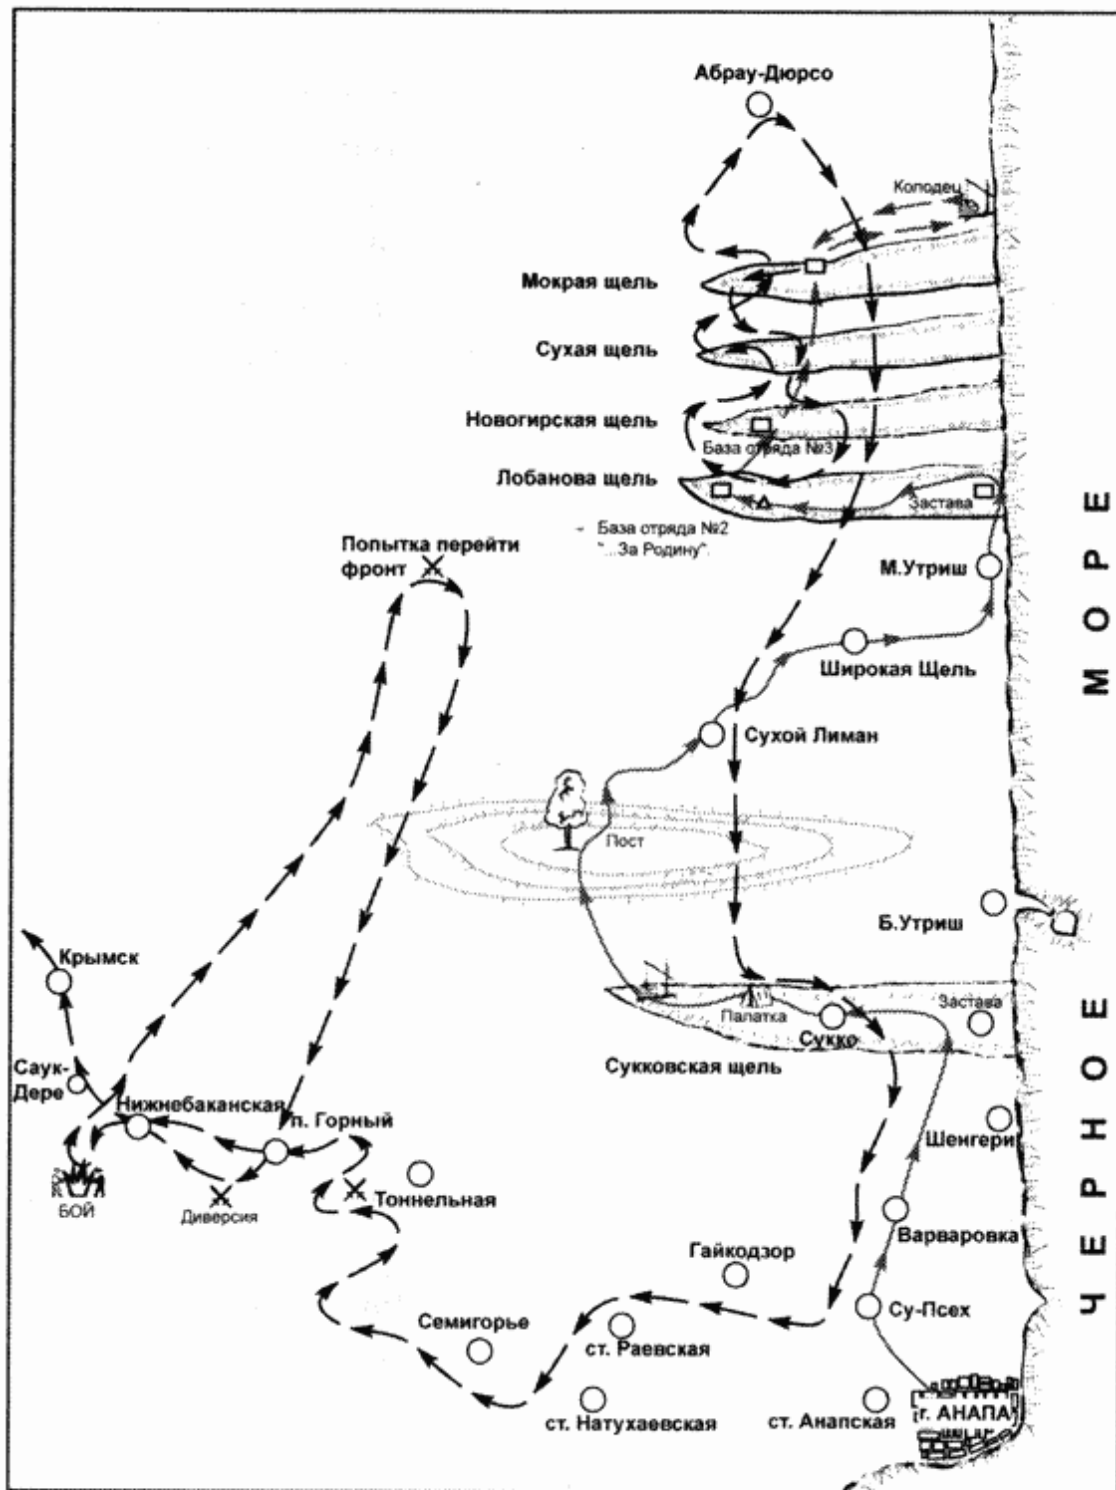 Абрау-Дюрсо
Колодец
Мокрая щель
Сухая щель
Новогирская щель
База отряда №3
Лобанова щель
Застава
База отряда №2
"...За Родину"
Попытка перейти
фронт
М.Утриш
Широкая Щель
Сухой Лиман
Пост
Б.Утриш
Крымск
Застава
Палатка
Сукко
Сукковская щель
Саук-
Дере
Нижнебаканская
п. Горный
Шенгери
БОЙ
Диверсия
Тоннельная
Варваровка
Гайкодзор
Су-Псех
Семигорье
ст. Раевская
ст. Натухаевская
ст. Анапская
г. АНАПА
ЧЕРНОЕ МОРЕ